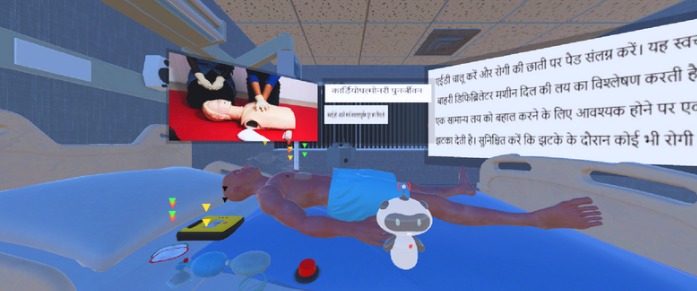 कार्डियोपल्मोनरी पुनर्जीवन
एईडी चालू करें और रोगी की छाती पर पैड संलग्न करें। यह
बाहरी डिफिब्रिलेटर मशीन दिल की लय का विश्लेषण करती है
एक समान्य लय को बहाल करने के लिए आवश्यक होने पर
झटका देती है। सुनिश्चित करें कि झटके के दौरान कोई भी रोगी